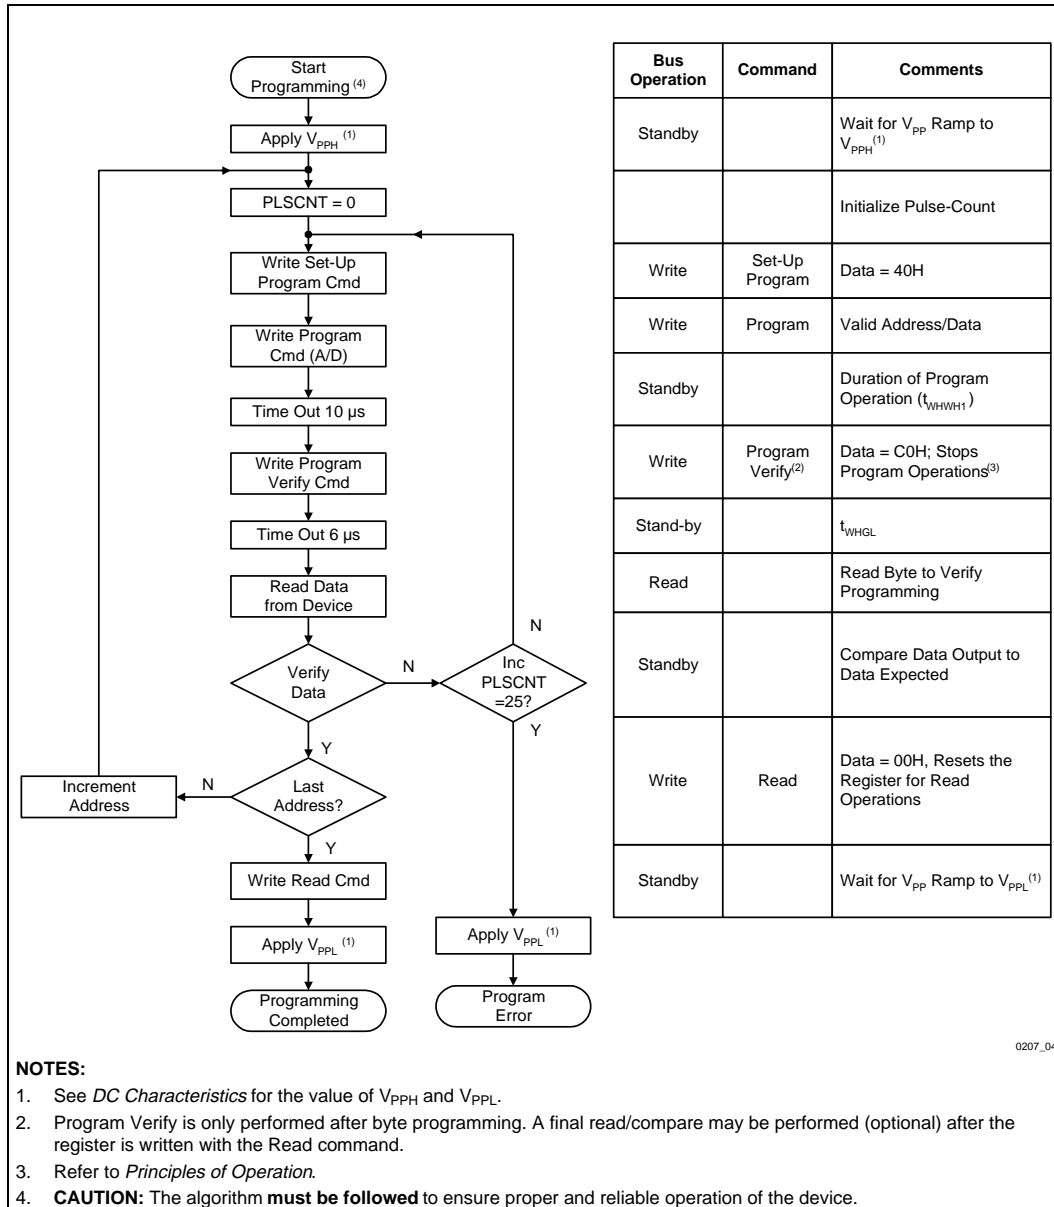 Start
Programming (4)
Apply VPPH (1)
PLSCNT = 0
Write Set-Up
Program Cmd
Write Program
Cmd (A/D)
Time Out 10 µs
Write Program
Verify Cmd
Time Out 6 µs
Read Data
from Device
Verify
Data
N
Inc
PLSCNT
=25?
N
Y
Y
Last
Address?
N
Increment
Address
Y
Write Read Cmd
Apply VPPL (1)
Programming
Completed
Apply VPPL (1)
Program
Error
Bus
Operation
Command
Comments
Standby
Wait for VPP Ramp to
VPPH(1)
Initialize Pulse-Count
Write
Set-Up
Program
Data = 40H
Write
Program
Valid Address/Data
Standby
Duration of Program
Operation (tWHWH1)
Write
Program
Verify(2)
Data = C0H; Stops
Program Operations(3)
Stand-by
tWHGL
Read
Read Byte to Verify
Programming
Standby
Compare Data Output to
Data Expected
Write
Read
Data = 00H, Resets the
Register for Read
Operations
Standby
Wait for VPP Ramp to VPPL(1)
0207_04
NOTES:
1. See DC Characteristics for the value of VPPH and VPPL.
2. Program Verify is only performed after byte programming. A final read/compare may be performed (optional) after the
register is written with the Read command.
3. Refer to Principles of Operation.
4. CAUTION: The algorithm must be followed to ensure proper and reliable operation of the device.